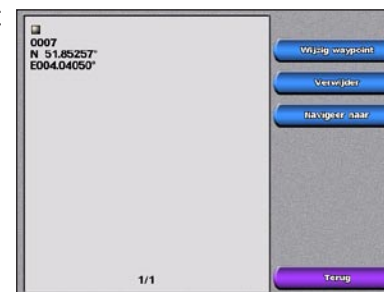 0007
N 51.85257°
E004.04050°
Wijzig waypoint
Verwijder
Navigeer naar
1/1
Terug